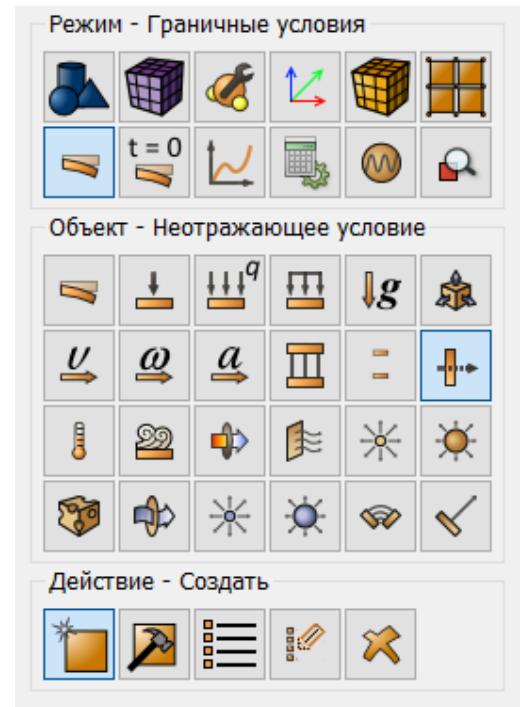 Режим - Граничные условия
t = 0
Объект - Неотражающее условие
q
g
υ
ω
a
Действие - Создать